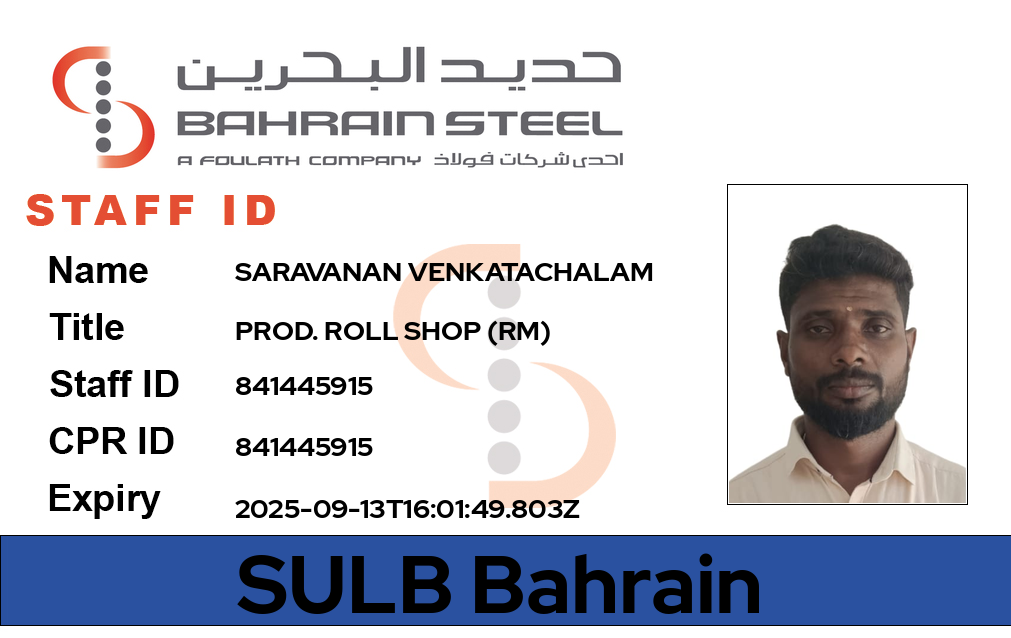 حديد البحرين
BAHRAIN STEEL
A FOULATH COMPANY احدى شركات فولاذ
STAFF ID
Name SARAVANAN VENKATACHALAM
Title PROD. ROLL SHOP (RM)
Staff ID 841445915
CPR ID 841445915
Expiry 2025-09-13T16:01:49.803Z
SULB Bahrain